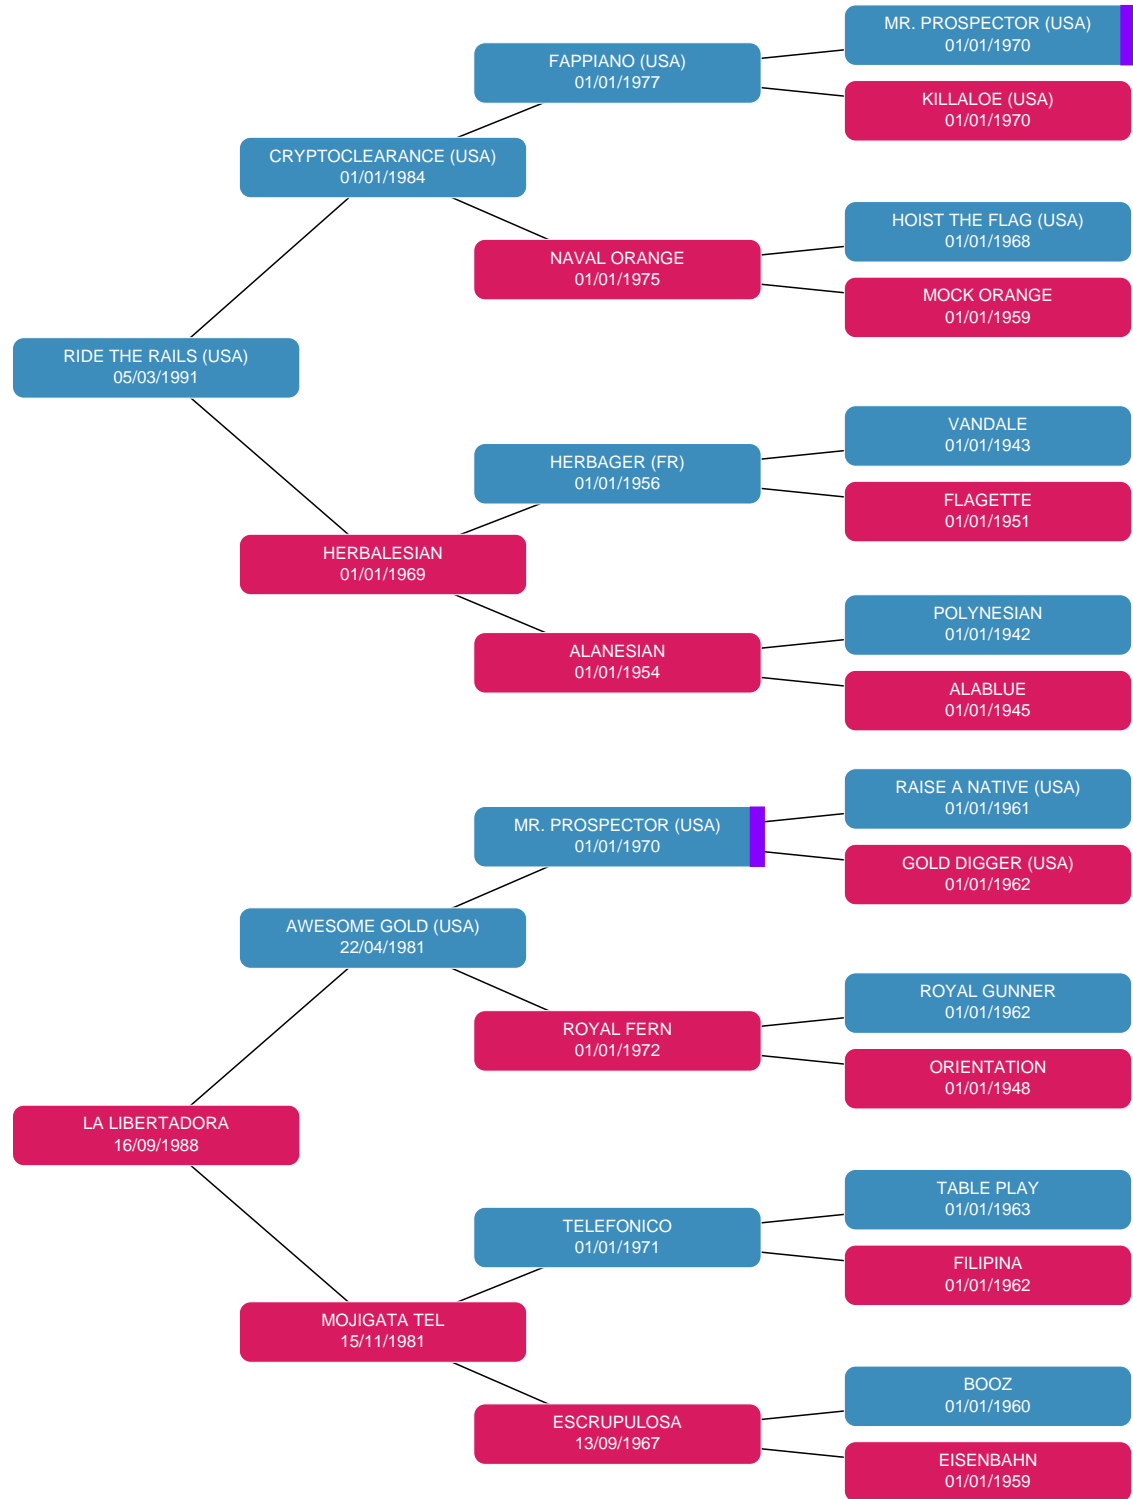 MR. PROSPECTOR (USA)
01/01/1970
FAPPIANO (USA)
01/01/1977
KILLALOE (USA)
01/01/1970
CRYPTOCLEARANCE (USA)
01/01/1984
HOIST THE FLAG (USA)
01/01/1968
NAVAL ORANGE
01/01/1975
MOCK ORANGE
01/01/1959
RIDE THE RAILS (USA)
05/03/1991
VANDALE
01/01/1943
HERBAGER (FR)
01/01/1956
FLAGETTE
01/01/1951
HERBALESIAN
01/01/1969
POLYNESIAN
01/01/1942
ALANESIAN
01/01/1954
ALABLUE
01/01/1945
RAISE A NATIVE (USA)
01/01/1961
MR. PROSPECTOR (USA)
01/01/1970
GOLD DIGGER (USA)
01/01/1962
AWESOME GOLD (USA)
22/04/1981
ROYAL GUNNER
01/01/1962
ROYAL FERN
01/01/1972
ORIENTATION
01/01/1948
LA LIBERTADORA
16/09/1988
TABLE PLAY
01/01/1963
TELEFONICO
01/01/1971
FILIPINA
01/01/1962
MOJIGATA TEL
15/11/1981
BOOZ
01/01/1960
ESCRUPULOSA
13/09/1967
EISENBAHN
01/01/1959